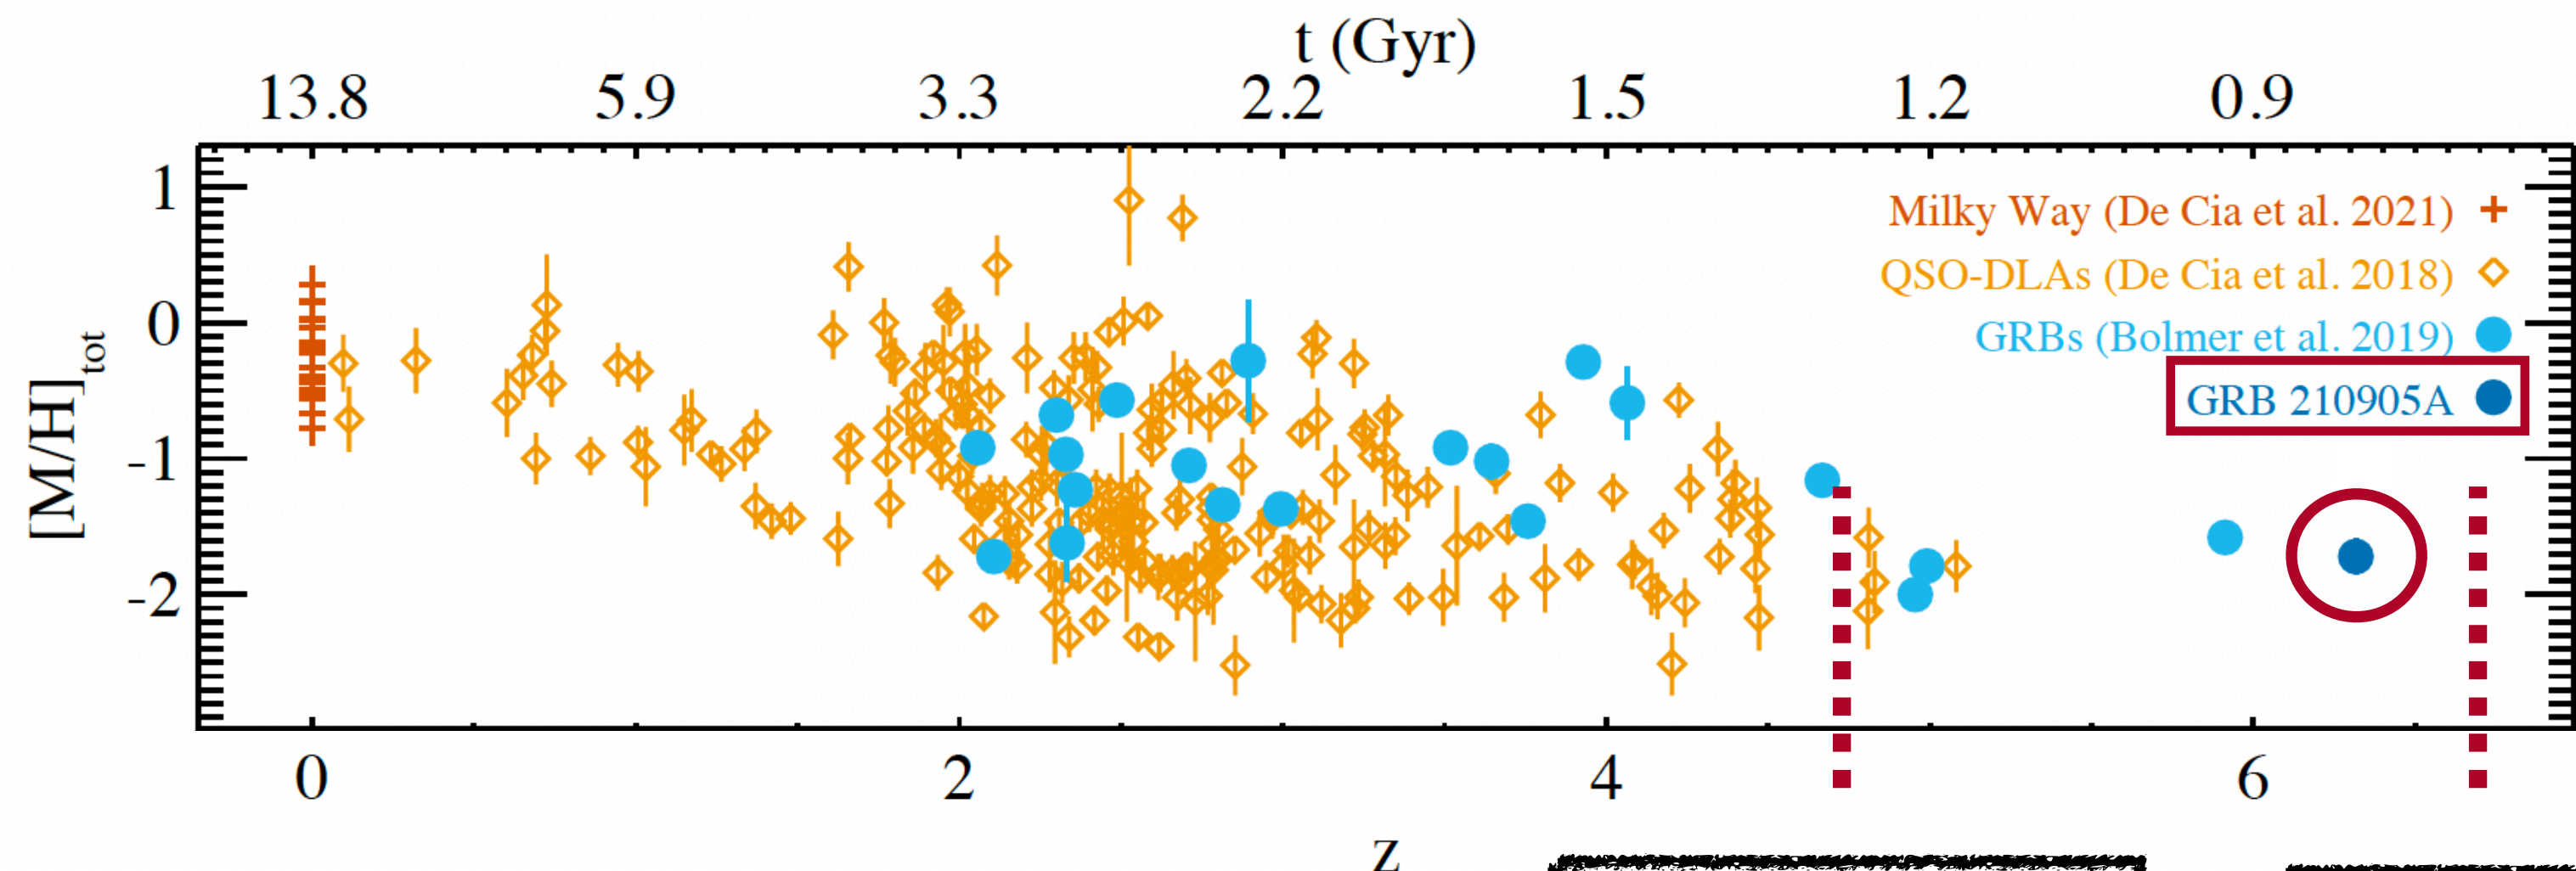 t (Gyr)
13.8 5.9 3.3 2.2 1.5 1.2 0.9
1
0
-1
-2
[M/H]tot
Milky Way (De Cia et al. 2021)
QSO-DLAs (De Cia et al. 2018)
GRBs (Bolmer et al. 2019)
GRB 210905A
0 2 4 6
z